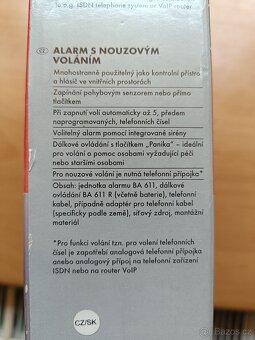 To e.g. ISDN telephone system or VoIP router
CZ
ALARM S NOUZOVÝM
VOLÁNÍM
Mnohostranně použitelný jako kontrolní přístro
a hlásič ve vnitřních prostorách
Zapínání pohybovým senzorem nebo přímo
tlačítkem
Při zapnutí volí automaticky až 5, předem
naprogramovaných, telefonních čísel
Volitelný alarm pomocí integrované sirény
Dálkové ovládání s tlačítkem „Panika“ – ideální
pro volání o pomoc osobami vyžadující péči
nebo staršími osobami
Pro nouzové volání je nutná telefonní přípojka*
Obsah: jednotka alarmu BA 611, dálkové
ovládání BA 611 R (včetně baterie), telefonní
kabel, případně adaptér pro telefonní kabel
(specificky podle země), síťový zdroj, montážní
materiál
*Pro funkci volání tzn. pro volení telefonních
čísel je zapotřebí analogová telefonní přípojka
anebo analogový přípoj na telefonní zařízení
ISDN nebo na router VoIP
CZ/SK
bazos.cz